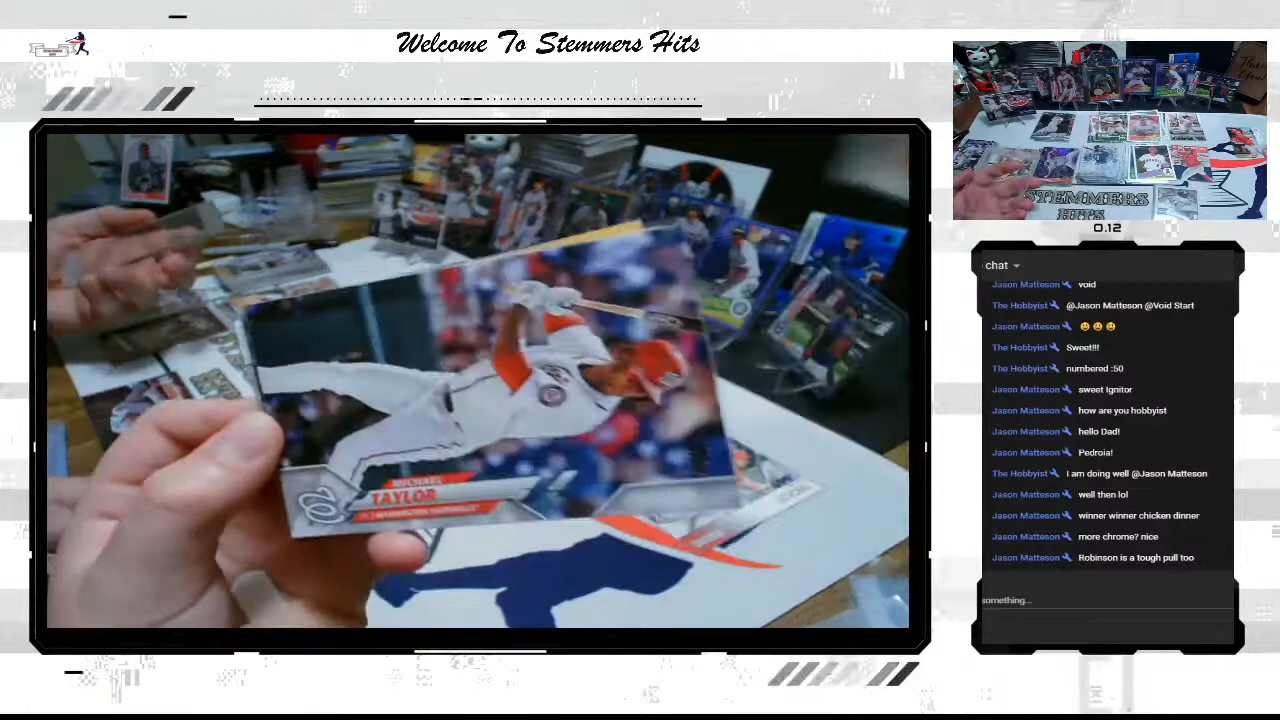 Welcome To Stemmers Hits
STEMMERS
HITS
0.12
chat
Jason Matteson void
The Hobbyist @Jason Matteson @Void Start
Jason Matteson 😃 😃 😃
The Hobbyist Sweet!!!
The Hobbyist numbered :50
Jason Matteson sweet Ignitor
Jason Matteson how are you hobbyist
Jason Matteson hello Dad!
Jason Matteson Pedroia!
The Hobbyist I am doing well @Jason Matteson
Jason Matteson well then lol
Jason Matteson winner winner chicken dinner
Jason Matteson more chrome? nice
Jason Matteson Robinson is a tough pull too
something...
MICHAEL
TAYLOR
WASHINGTON NATIONALS